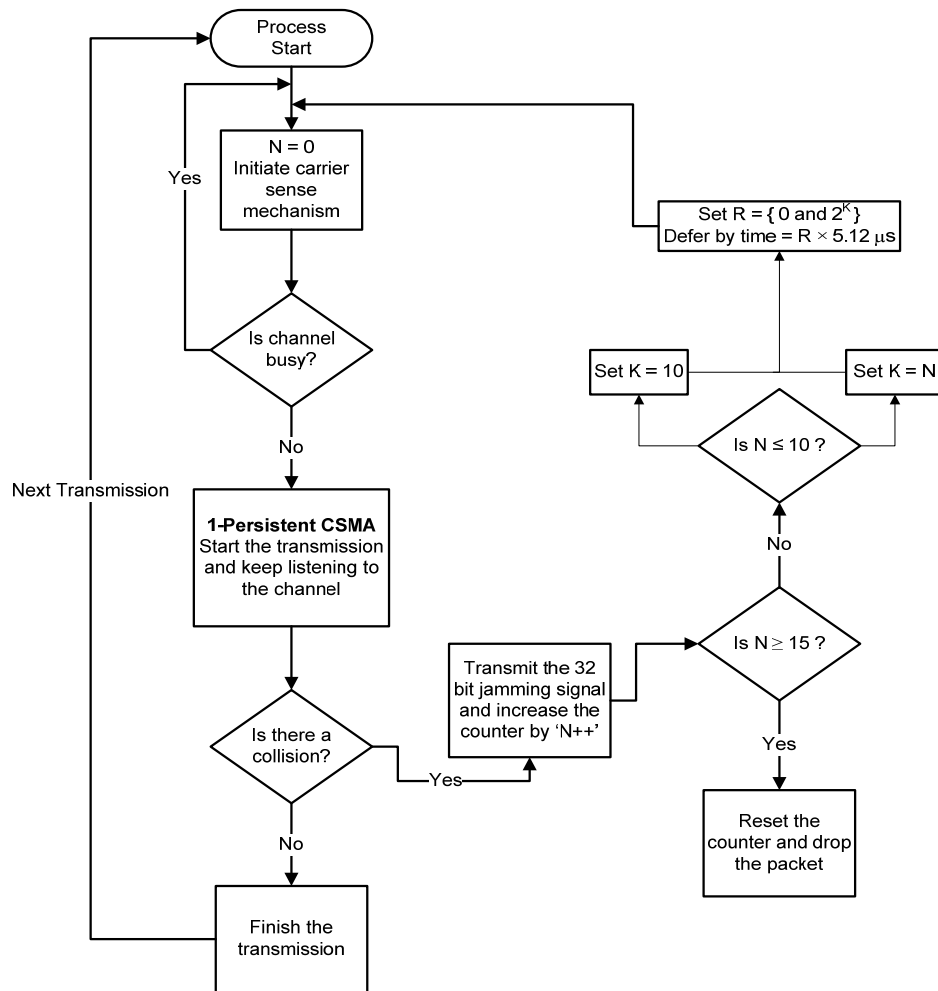 Process
Start
N = 0
Initiate carrier
sense
mechanism
Yes
Is channel
busy?
No
Next Transmission
1-Persistent CSMA
Start the transmission
and keep listening to
the channel
Is there a
collision?
Yes
No
Finish the
transmission
Transmit the 32
bit jamming signal
and increase the
counter by ‘N++’
Is N ≥ 15 ?
Yes
Reset the
counter and drop
the packet
No
Is N ≤ 10 ?
Set K = 10
Set K = N
Set R = { 0 and 2^K }
Defer by time = R × 5.12 μs